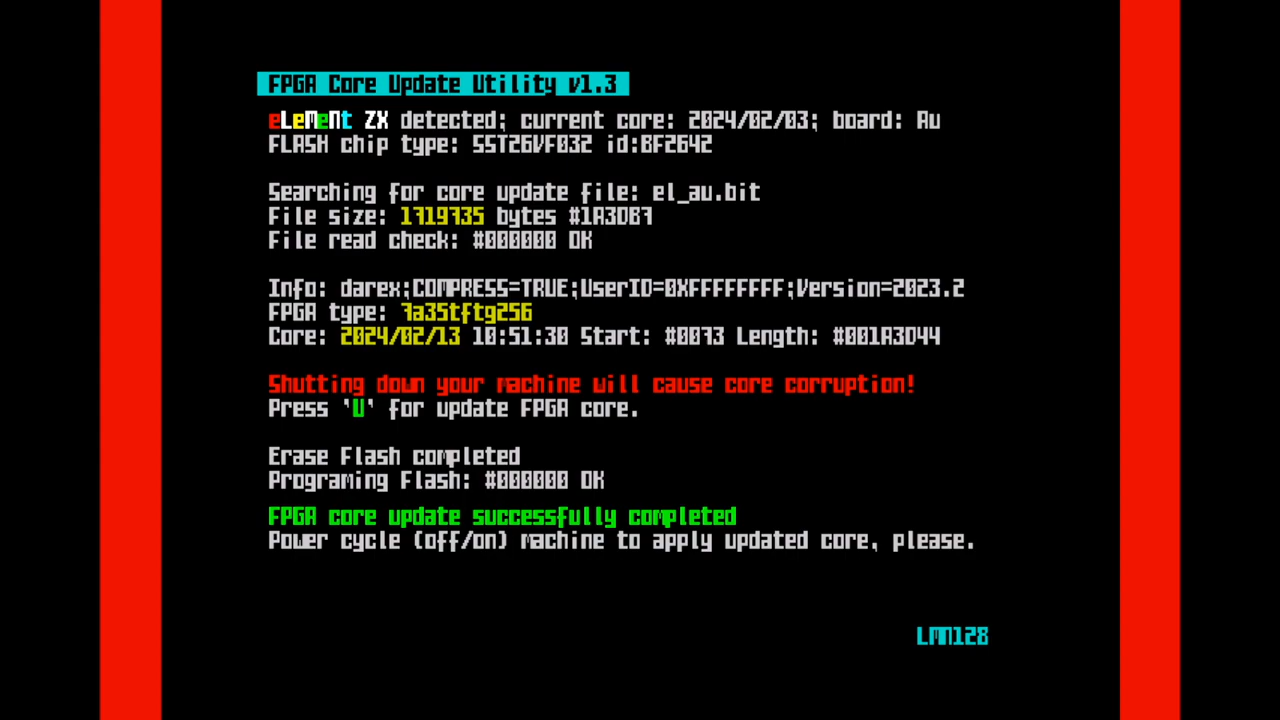 FPGA Core Update Utility v1.3
eLeMeNt ZX detected; current core: 2024/02/03; board: Au
FLASH chip type: SST26VF032 id:BF2642
Searching for core update file: el_au.bit
File size: 1719735 bytes #1A3DB7
File read check: #000000 OK
Info: darex;COMPRESS=TRUE;UserID=0XFFFFFFFF;Version=2023.2
FPGA type: 7a35tftg256
Core: 2024/02/13 10:51:30 Start: #0073 Length: #001A3D44
Shutting down your machine will cause core corruption!
Press 'U' for update FPGA core.
Erase Flash completed
Programing Flash: #000000 OK
FPGA core update successfully completed
Power cycle (off/on) machine to apply updated core, please.
LMN128